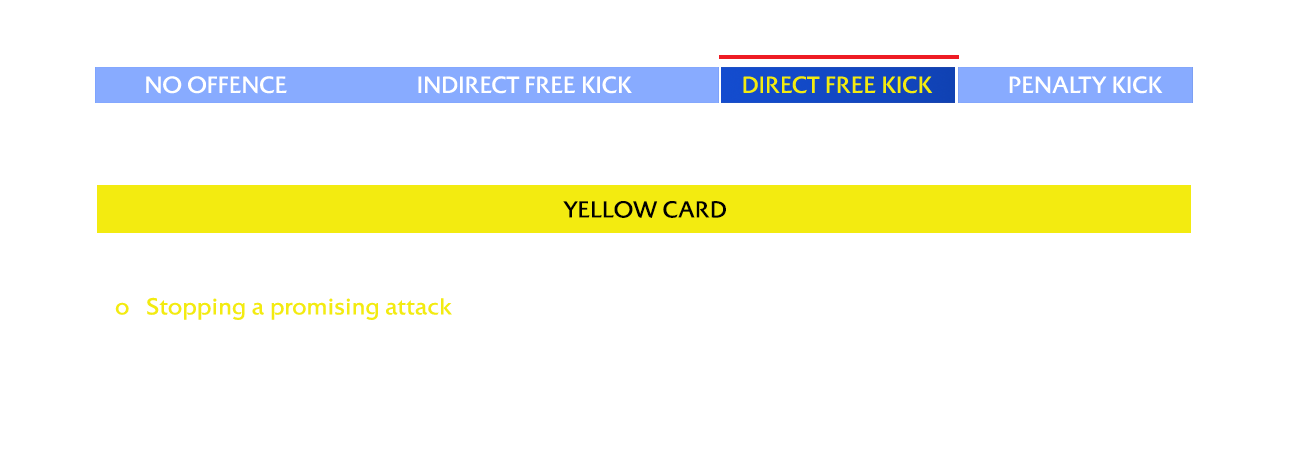 NO OFFENCE INDIRECT FREE KICK DIRECT FREE KICK PENALTY KICK
YELLOW CARD
o Stopping a promising attack